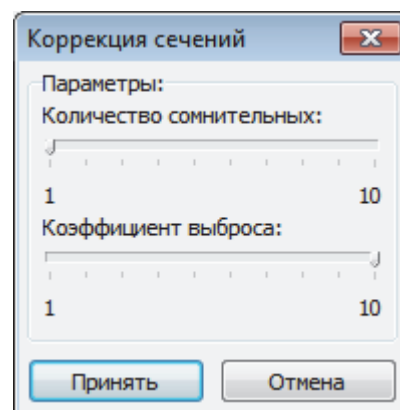 Коррекция сечений
Параметры:
Количество сомнительных:
1 10
Коэффициент выброса:
1 10
Принять Отмена